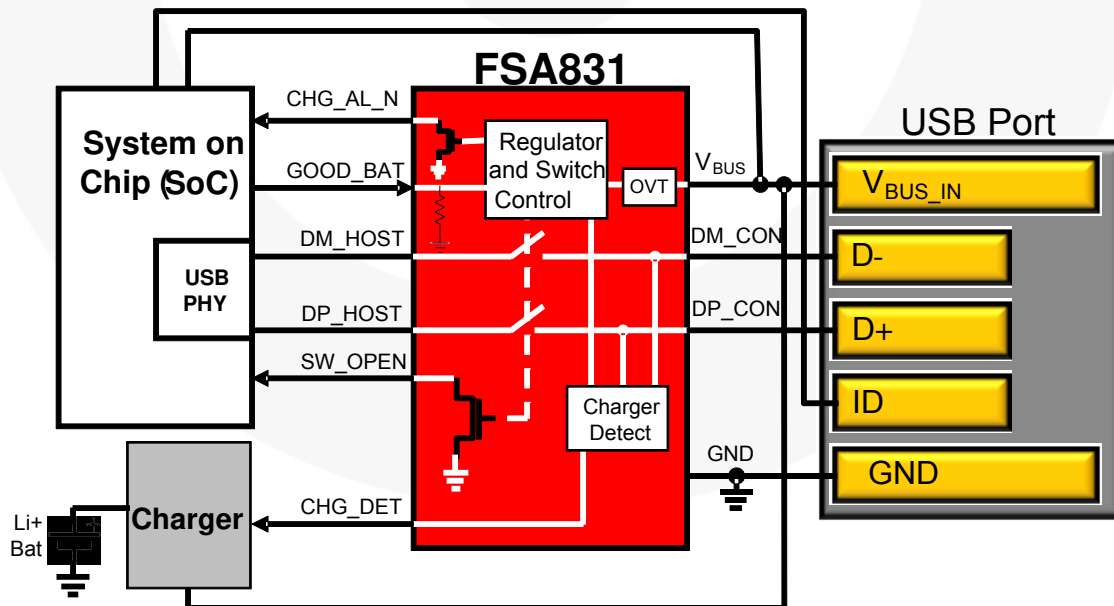 FSA831
USB Port
System on
Chip (SoC)
USB
PHY
CHG_AL_N
GOOD_BAT
DM_HOST
DP_HOST
SW_OPEN
CHG_DET
Regulator
and Switch
Control
OVT
Charger
Detect
VBUS
DM_CON
DP_CON
GND
VBUS_IN
D-
D+
ID
GND
Charger
Li+
Bat